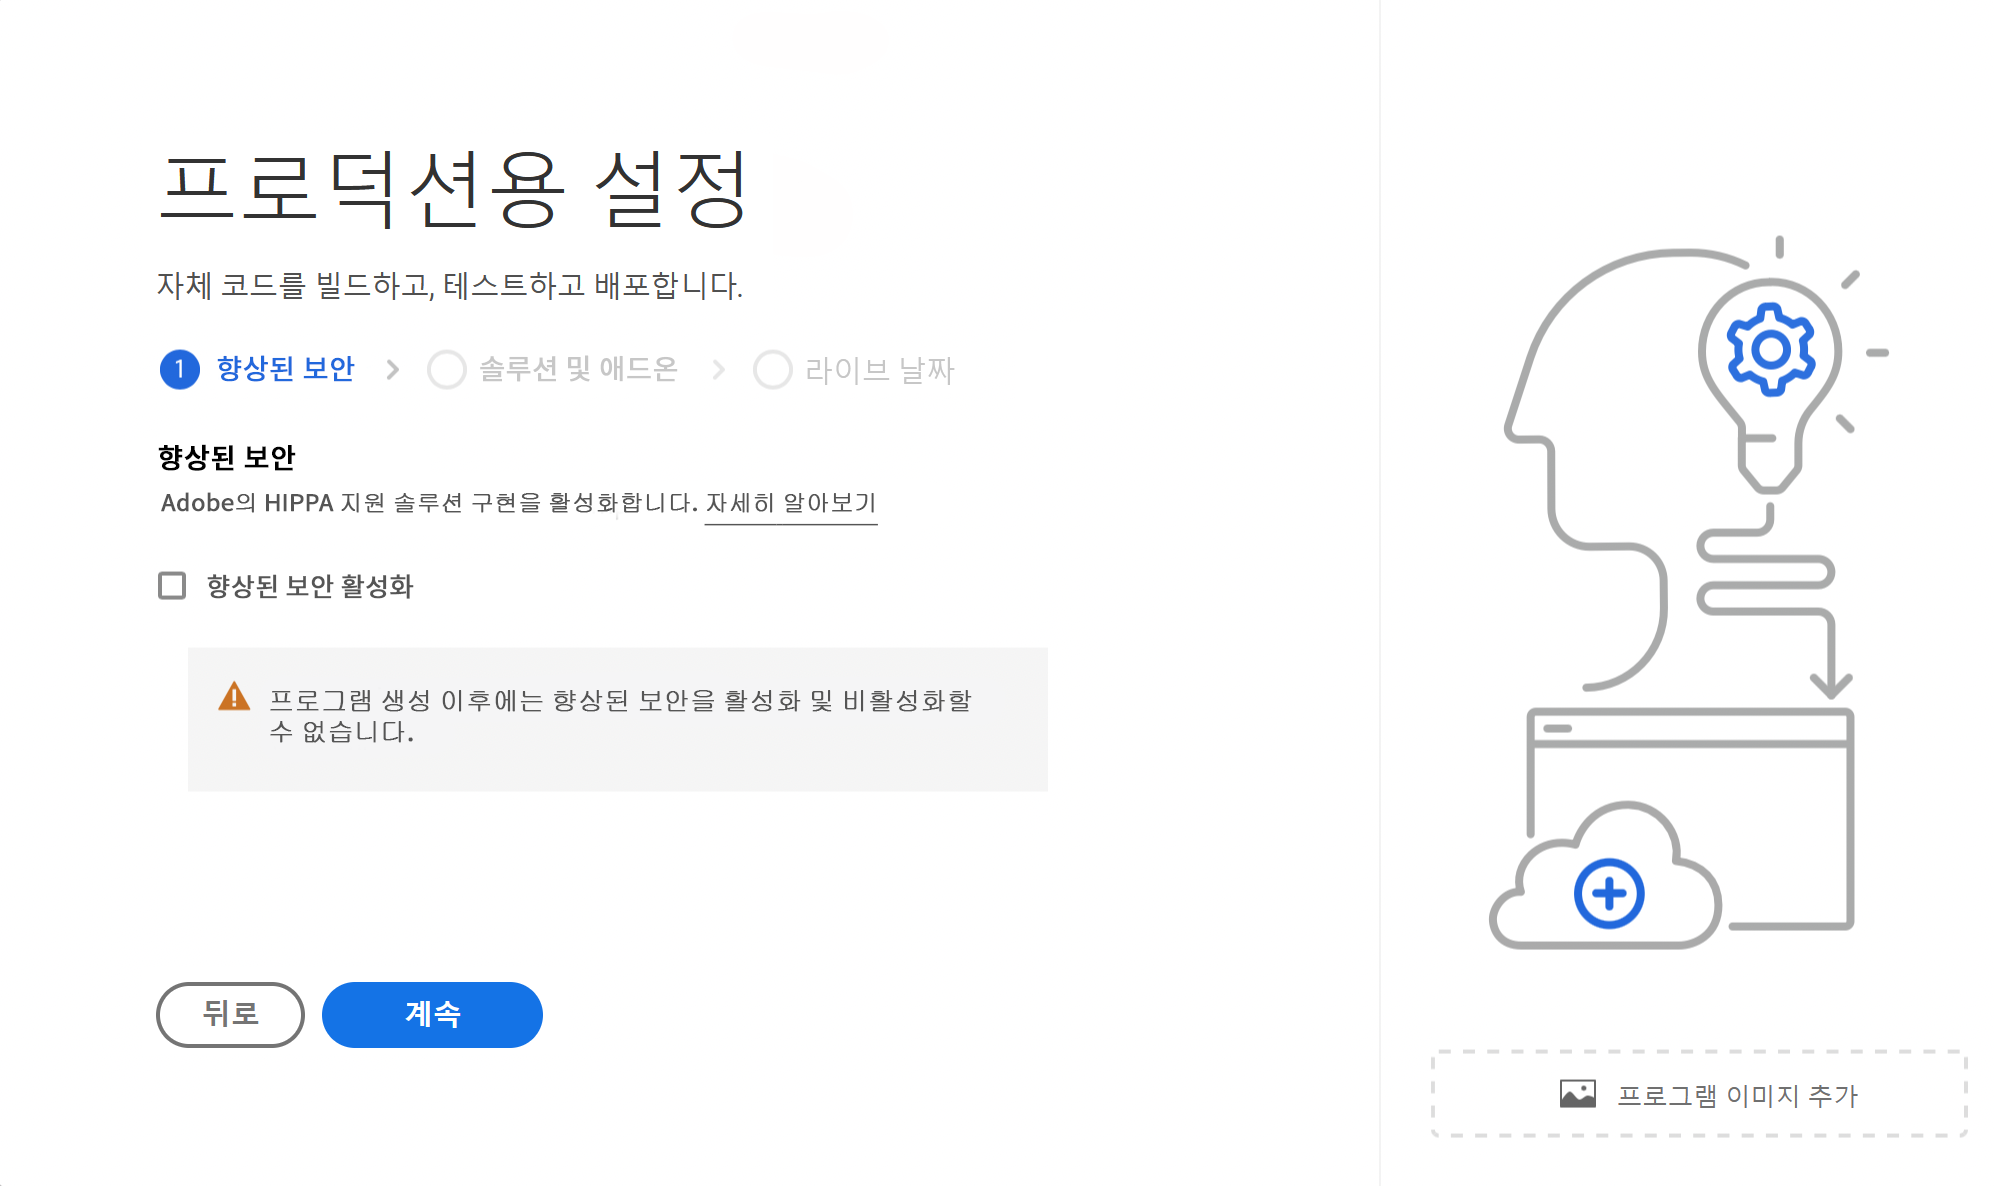 프로덕션용 설정
자체 코드를 빌드하고, 테스트하고 배포합니다.
1 향상된 보안 솔루션 및 애드온 라이브 날짜
향상된 보안
Adobe의 HIPPA 지원 솔루션 구현을 활성화합니다. 자세히 알아보기
향상된 보안 활성화
프로그램 생성 이후에는 향상된 보안을 활성화 및 비활성화할
수 없습니다.
뒤로 계속
프로그램 이미지 추가